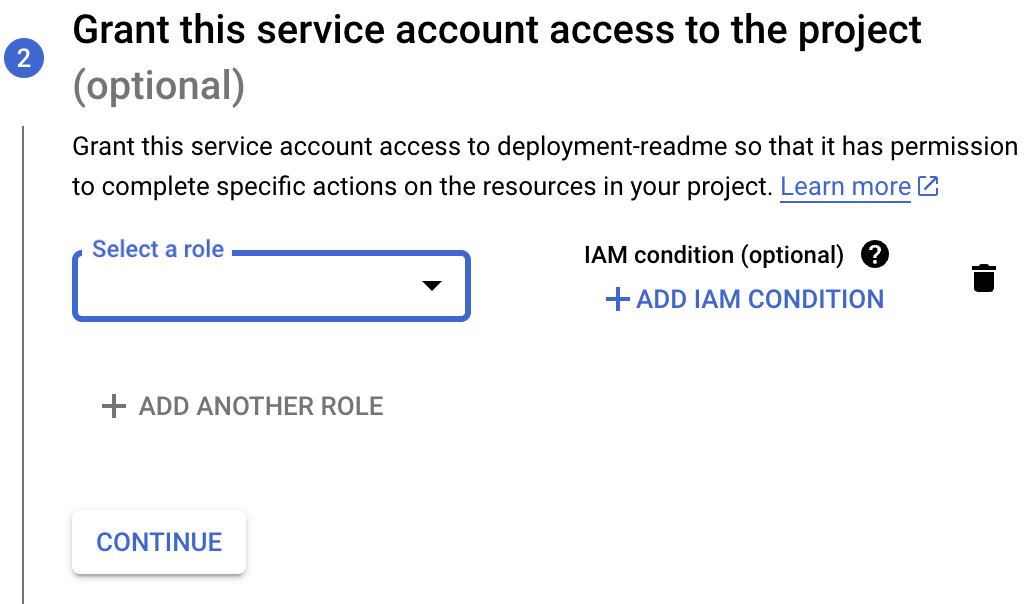 2
Grant this service account access to the project
(optional)
Grant this service account access to deployment-readme so that it has permission
to complete specific actions on the resources in your project. Learn more
Select a role
IAM condition (optional)
ADD IAM CONDITION
ADD ANOTHER ROLE
CONTINUE